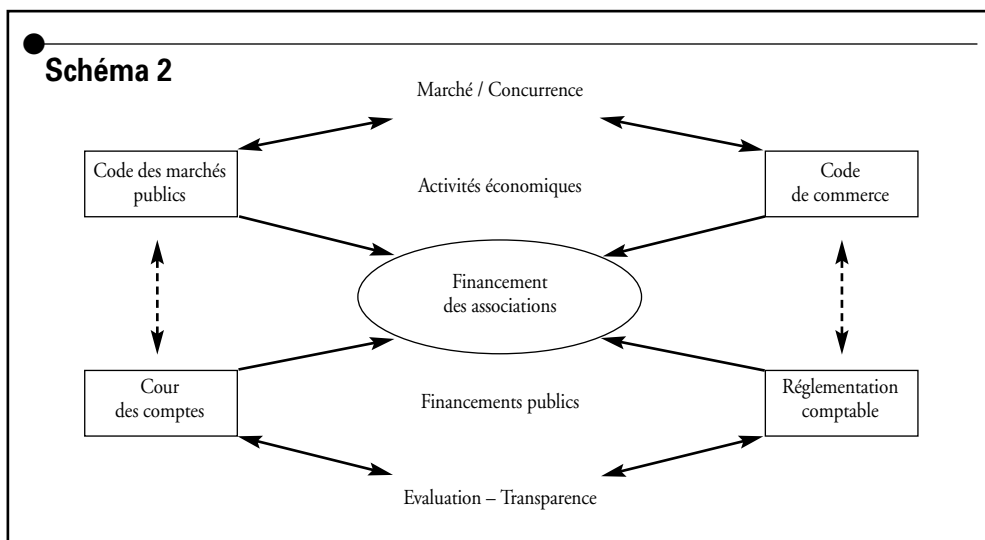 Schéma 2
Marché / Concurrence
Code des marchés
publics
Activités économiques
Code
de commerce
Financement
des associations
Cour
des comptes
Financements publics
Réglementation
comptable
Evaluation – Transparence